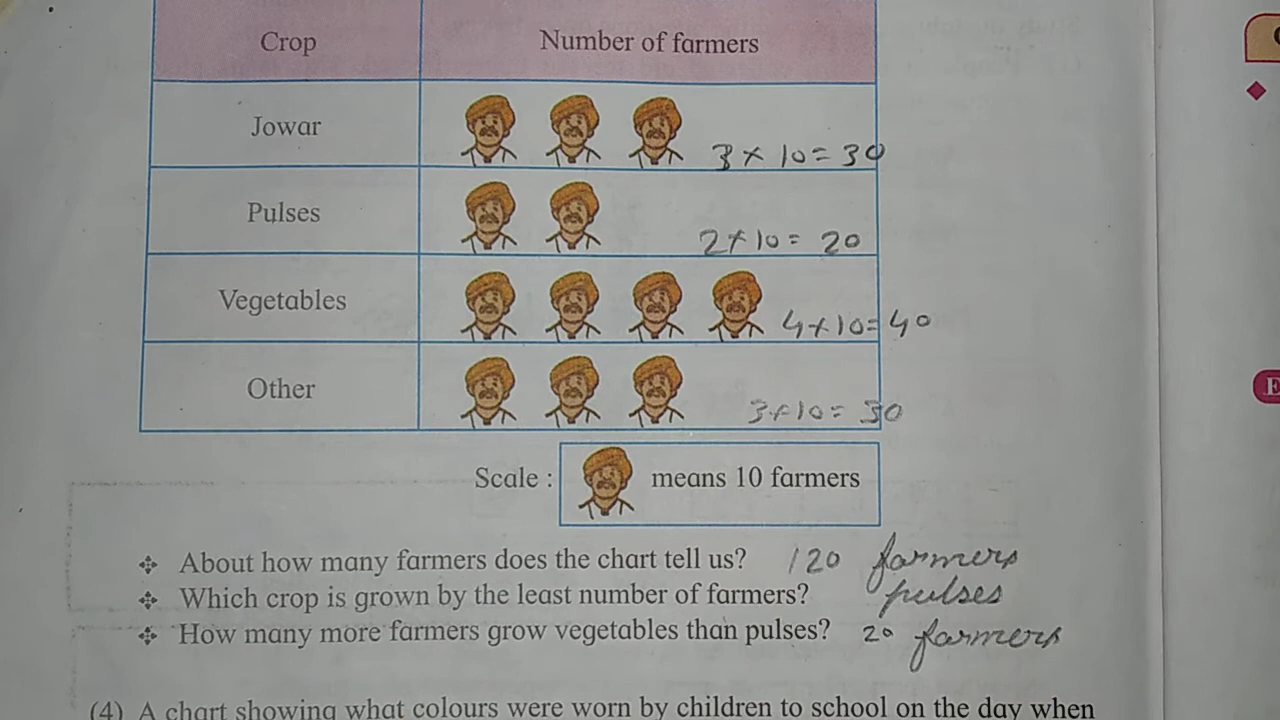 Crop Number of farmers
Jowar 3 × 10 = 30
Pulses 2 × 10 = 20
Vegetables 4 × 10 = 40
Other 3 × 10 = 30
Scale : means 10 farmers
❖ About how many farmers does the chart tell us? 120 farmers
❖ Which crop is grown by the least number of farmers? pulses
❖ How many more farmers grow vegetables than pulses? 20 farmers
(4) A chart showing what colours were worn by children to school on the day when